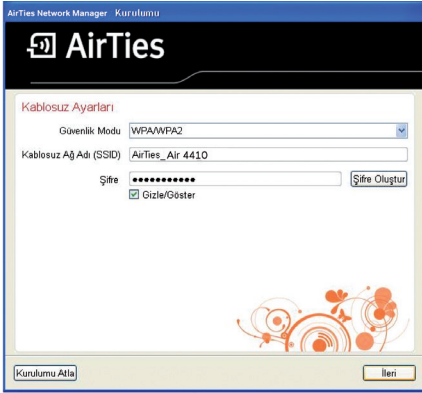 AirTies Network Manager Kurulumu
AirTies
Kablosuz Ayarları
Güvenlik Modu WPA/WPA2
Kablosuz Ağ Adı (SSID) AirTies_Air 4410
Şifre ●●●●●●●●●●● Şifre Oluştur
Gizle/Göster
Kurulumu Atla İleri